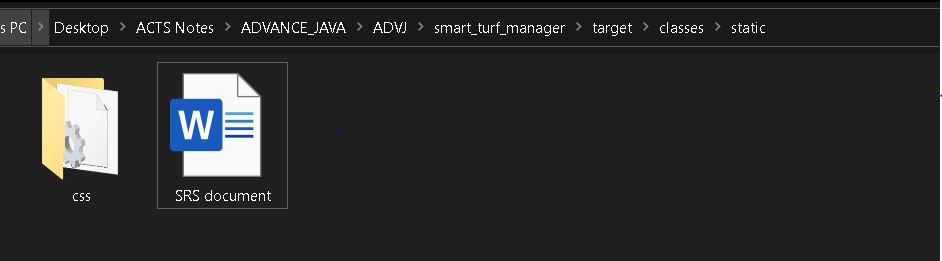 s PC > Desktop > ACTS Notes > ADVANCE_JAVA > ADVJ > smart_turf_manager > target > classes > static
W
css
SRS document